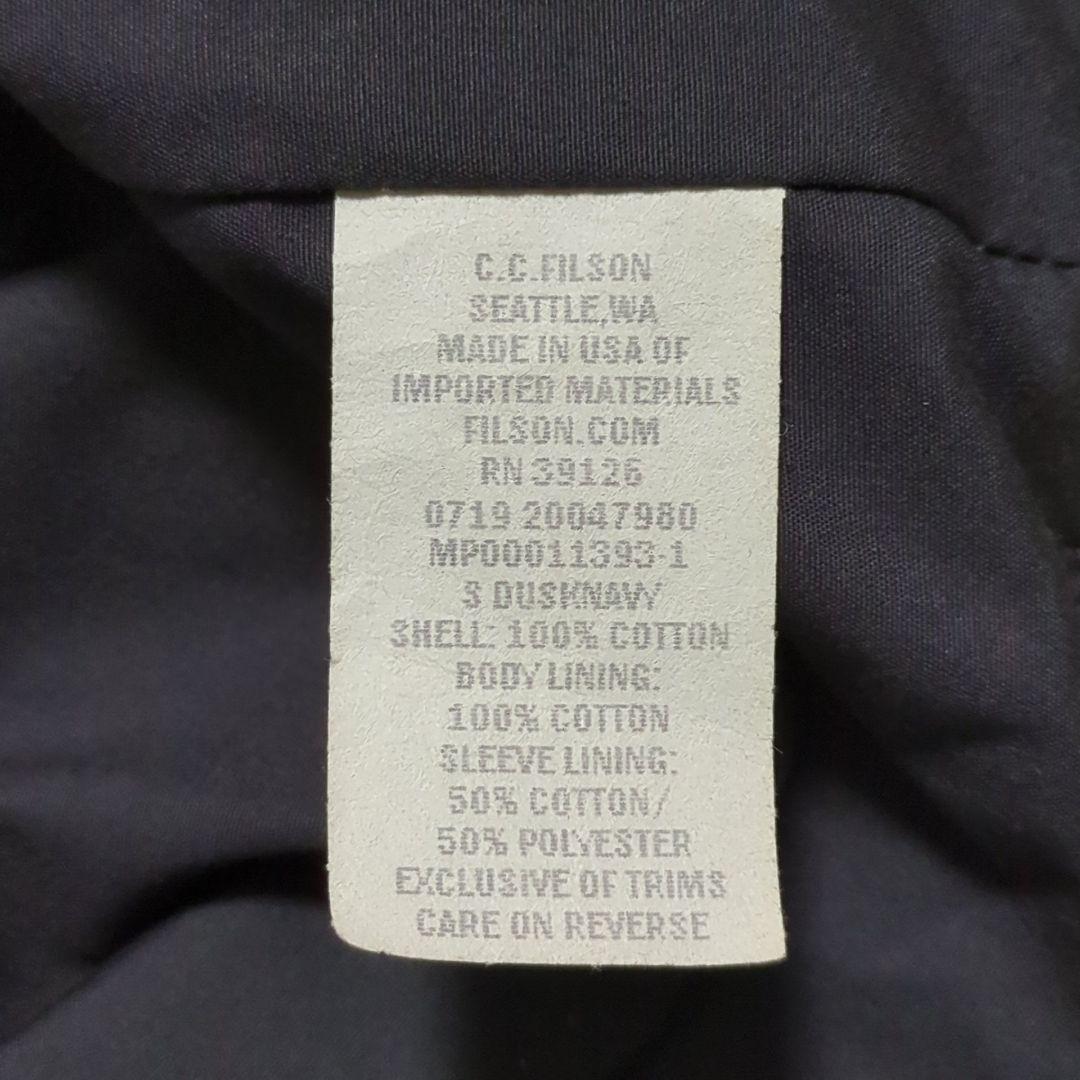 C.C.FILSON
SEATTLE,WA
MADE IN USA OF
IMPORTED MATERIALS
FILSON.COM
RN 39126
0719 20047980
MP00011393-1
S DUSKNAVY
SHELL: 100% COTTON
BODY LINING:
100% COTTON
SLEEVE LINING:
50% COTTON/
50% POLYESTER
EXCLUSIVE OF TRIMS
CARE ON REVERSE